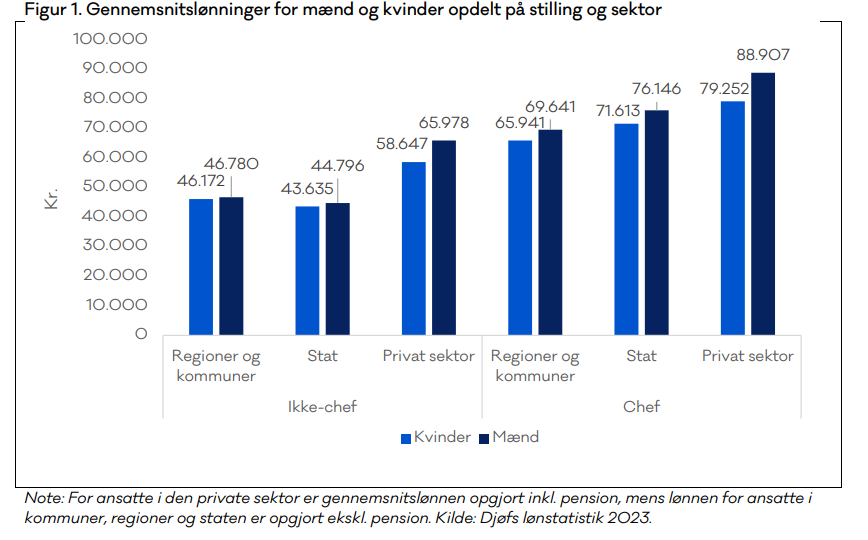 Figur 1. Gennemsnitslønninger for mænd og kvinder opdelt på stilling og sektor
100.000
90.000
80.000
70.000
60.000
50.000
40.000
30.000
20.000
10.000
0
Kr.
46.172
46.780
43.635
44.796
58.647
65.978
65.941
69.641
71.613
76.146
79.252
88.907
Regioner og
kommuner
Stat
Privat sektor
Regioner og
kommuner
Stat
Privat sektor
Ikke-chef
Chef
Kvinder
Mænd
Note: For ansatte i den private sektor er gennemsnitslønnen opgjort inkl. pension, mens lønnen for ansatte i
kommuner, regioner og staten er opgjort ekskl. pension. Kilde: Djøfs lønstatistik 2023.